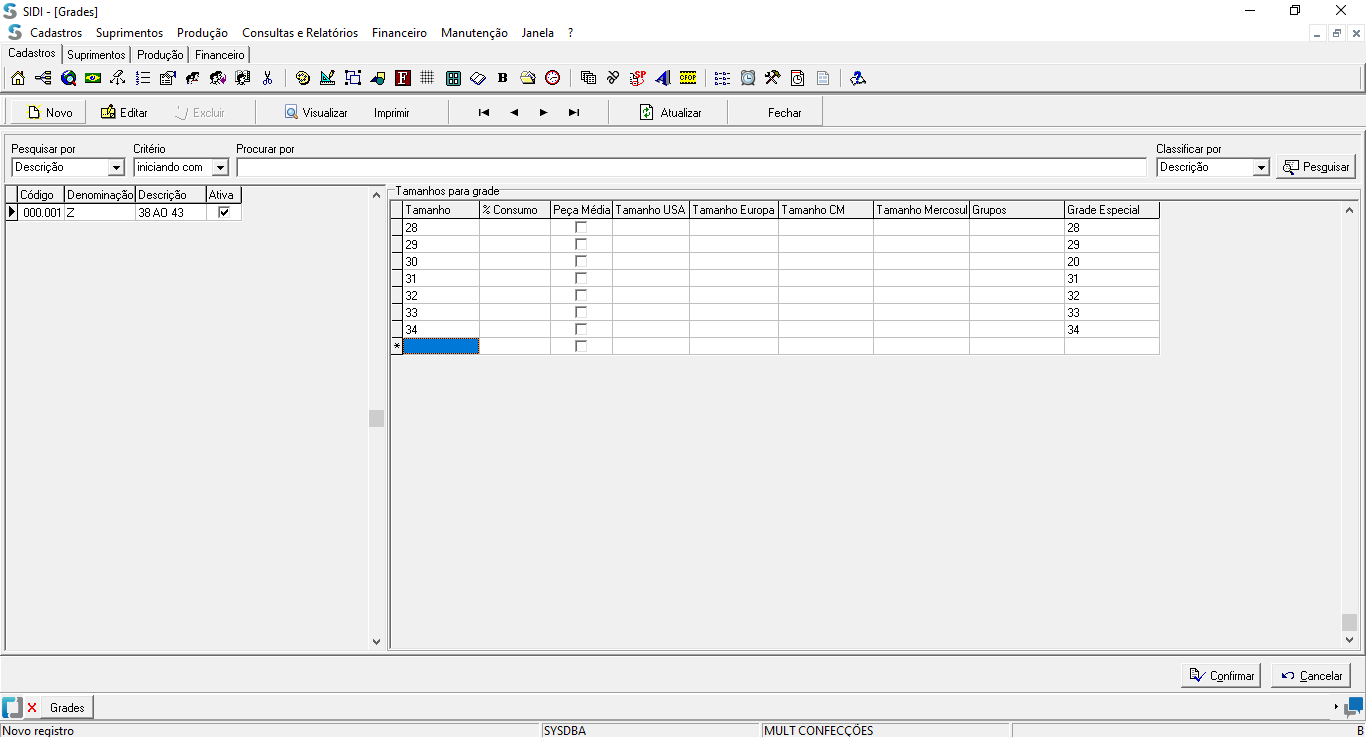 SIDI - [Grades]
Cadastros Suprimentos Produção Consultas e Relatórios Financeiro Manutenção Janela ?
Cadastros Suprimentos Produção Financeiro
F B SP CFOP
Novo Editar Excluir Visualizar Imprimir Atualizar Fechar
Pesquisar por Critério Procurar por Classificar por
Descrição iniciando com Descrição Pesquisar
Tamanhos para grade
Código Denominação Descrição Ativa
000.001 Z 38 AO 43
Tamanho % Consumo Peça Média Tamanho USA Tamanho Europa Tamanho CM Tamanho Mercosul Grupos Grade Especial
28 28
29 29
30 20
31 31
32 32
33 33
34 34
*
Confirmar Cancelar
Grades
Novo registro SYSDBA MULT CONFECÇÕES B